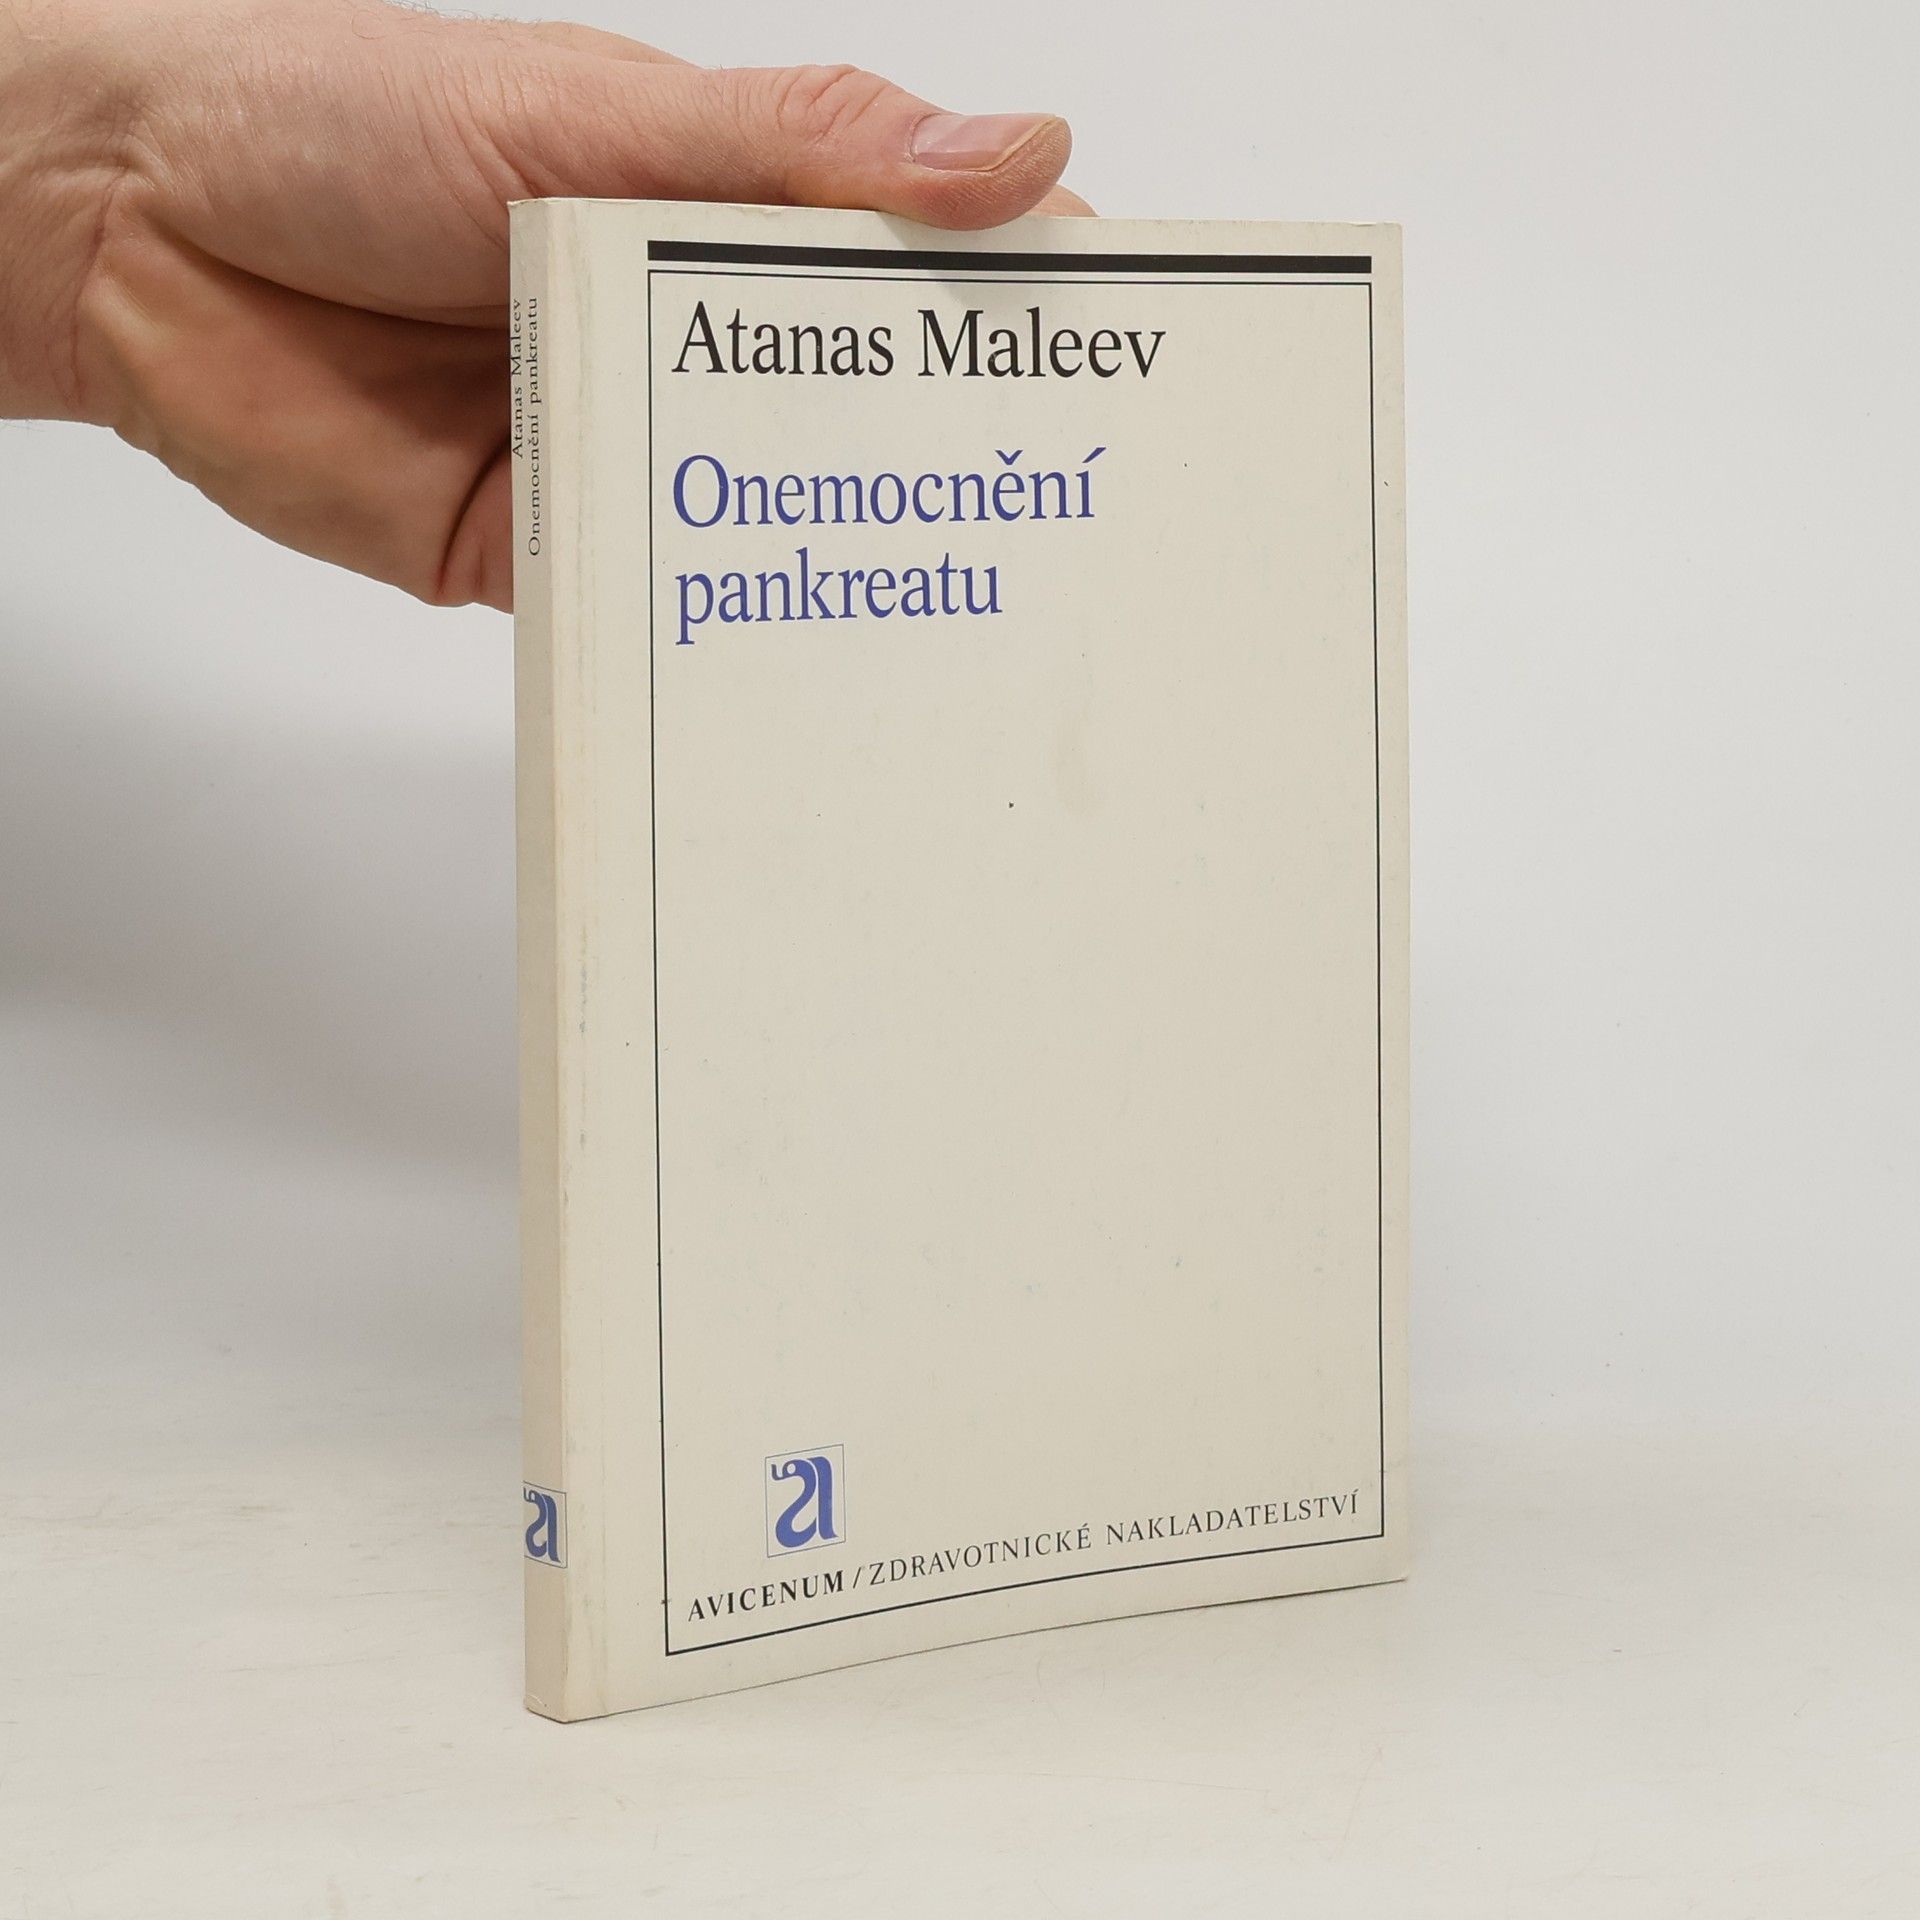 Atanas Maleev
Onemocnění pankreatu
Atanas Maleev
Onemocnění
pankreatu
AVICENUM/ZDRAVOTNICKÉ NAKLADATELSTVÍ